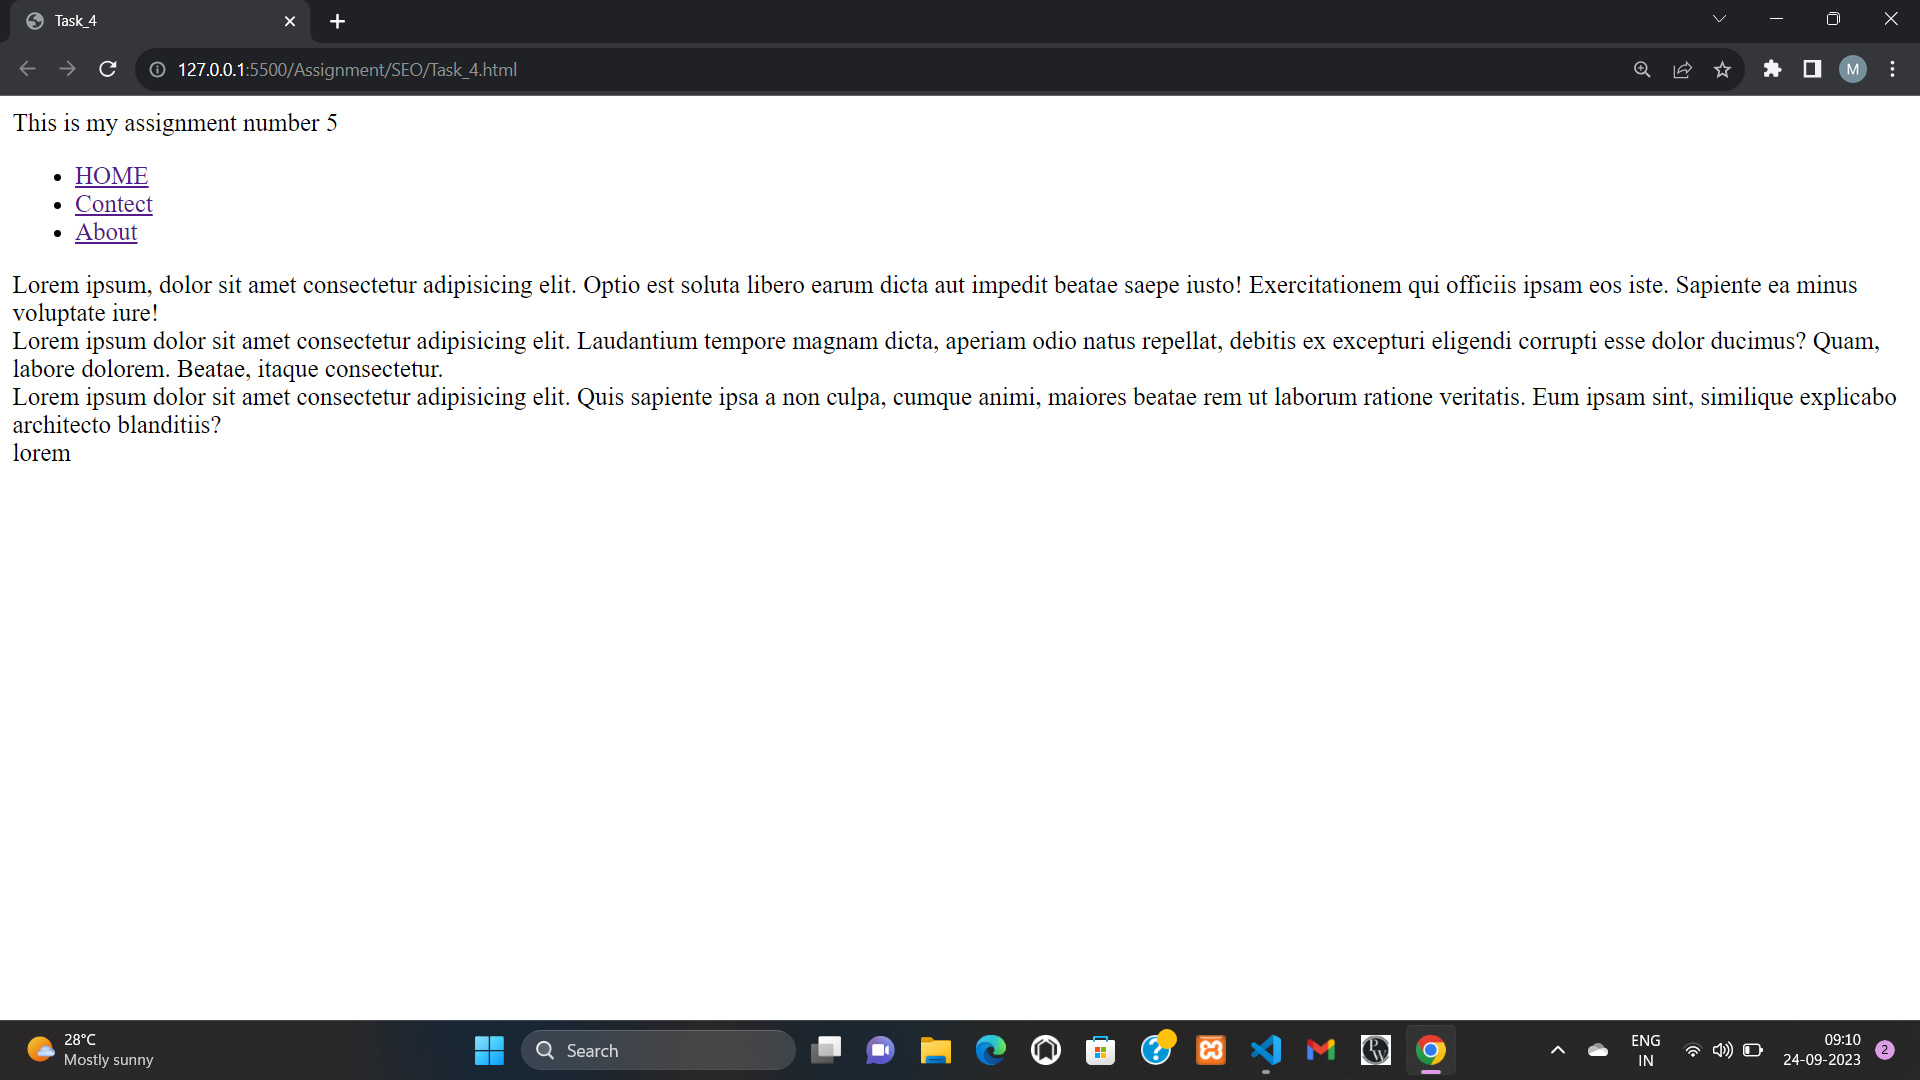 Task_4
127.0.0.1:5500/Assignment/SEO/Task_4.html
M
This is my assignment number 5
HOME
Contect
About
Lorem ipsum, dolor sit amet consectetur adipisicing elit. Optio est soluta libero earum dicta aut impedit beatae saepe iusto! Exercitationem qui officiis ipsam eos iste. Sapiente ea minus
voluptate iure!
Lorem ipsum dolor sit amet consectetur adipisicing elit. Laudantium tempore magnam dicta, aperiam odio natus repellat, debitis ex excepturi eligendi corrupti esse dolor ducimus? Quam,
labore dolorem. Beatae, itaque consectetur.
Lorem ipsum dolor sit amet consectetur adipisicing elit. Quis sapiente ipsa a non culpa, cumque animi, maiores beatae rem ut laborum ratione veritatis. Eum ipsam sint, similique explicabo
architecto blanditiis?
lorem
28°C
Mostly sunny
Search
PW
ENG
IN
09:10
24-09-2023
2